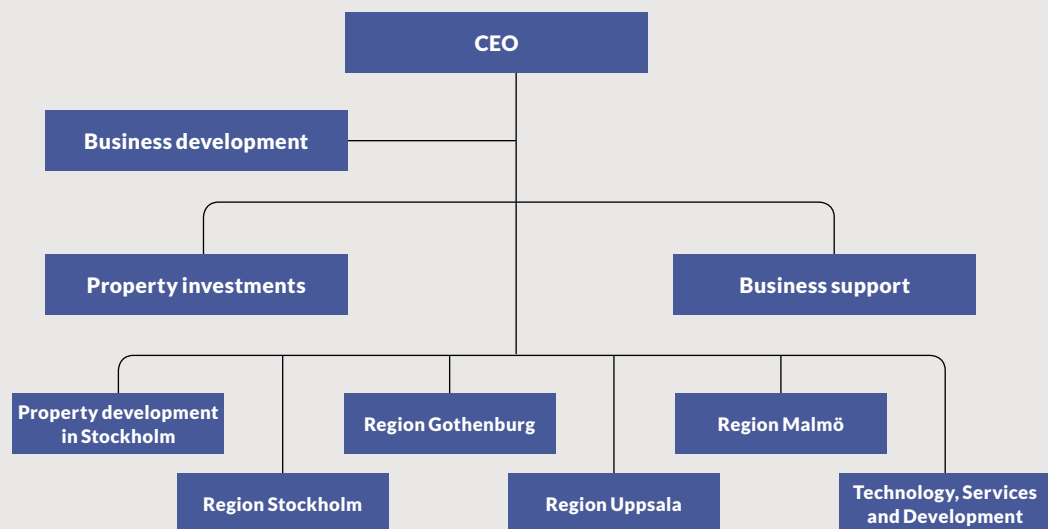 CEO
Business development
Property investments
Business support
Property development
in Stockholm
Region Gothenburg
Region Malmö
Region Stockholm
Region Uppsala
Technology, Services
and Development